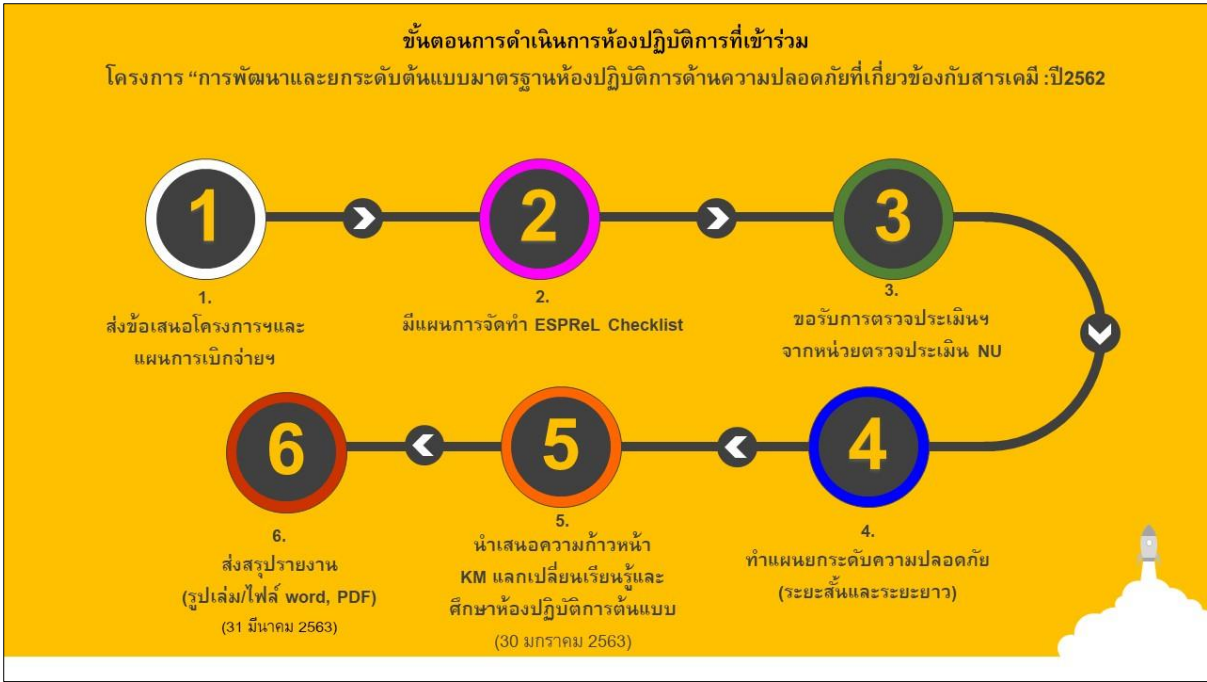 ขั้นตอนการดำเนินการห้องปฏิบัติการที่เข้าร่วม
โครงการ “การพัฒนาและยกระดับต้นแบบมาตรฐานห้องปฏิบัติการด้านความปลอดภัยที่เกี่ยวข้องกับสารเคมี :ปี2562
1
2
3
1.
ส่งข้อเสนอโครงการฯและ
แผนการเบิกจ่ายฯ
2.
มีแผนการจัดทำ ESPReL Checklist
3.
ขอรับการตรวจประเมินฯ
จากหน่วยตรวจประเมิน NU
4
5
6
4.
ทำแผนยกระดับความปลอดภัย
(ระยะสั้นและระยะยาว)
5.
นำเสนอความก้าวหน้า
KM แลกเปลี่ยนเรียนรู้และ
ศึกษาห้องปฏิบัติการต้นแบบ
(30 มกราคม 2563)
6.
ส่งสรุปรายงาน
(รูปเล่ม/ไฟล์ word, PDF)
(31 มีนาคม 2563)